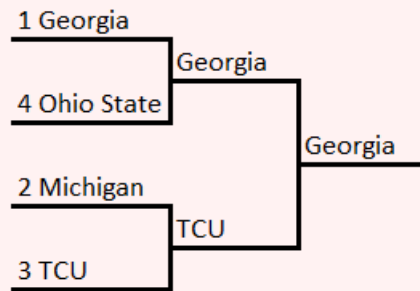 1 Georgia
Georgia
4 Ohio State
Georgia
2 Michigan
TCU
3 TCU